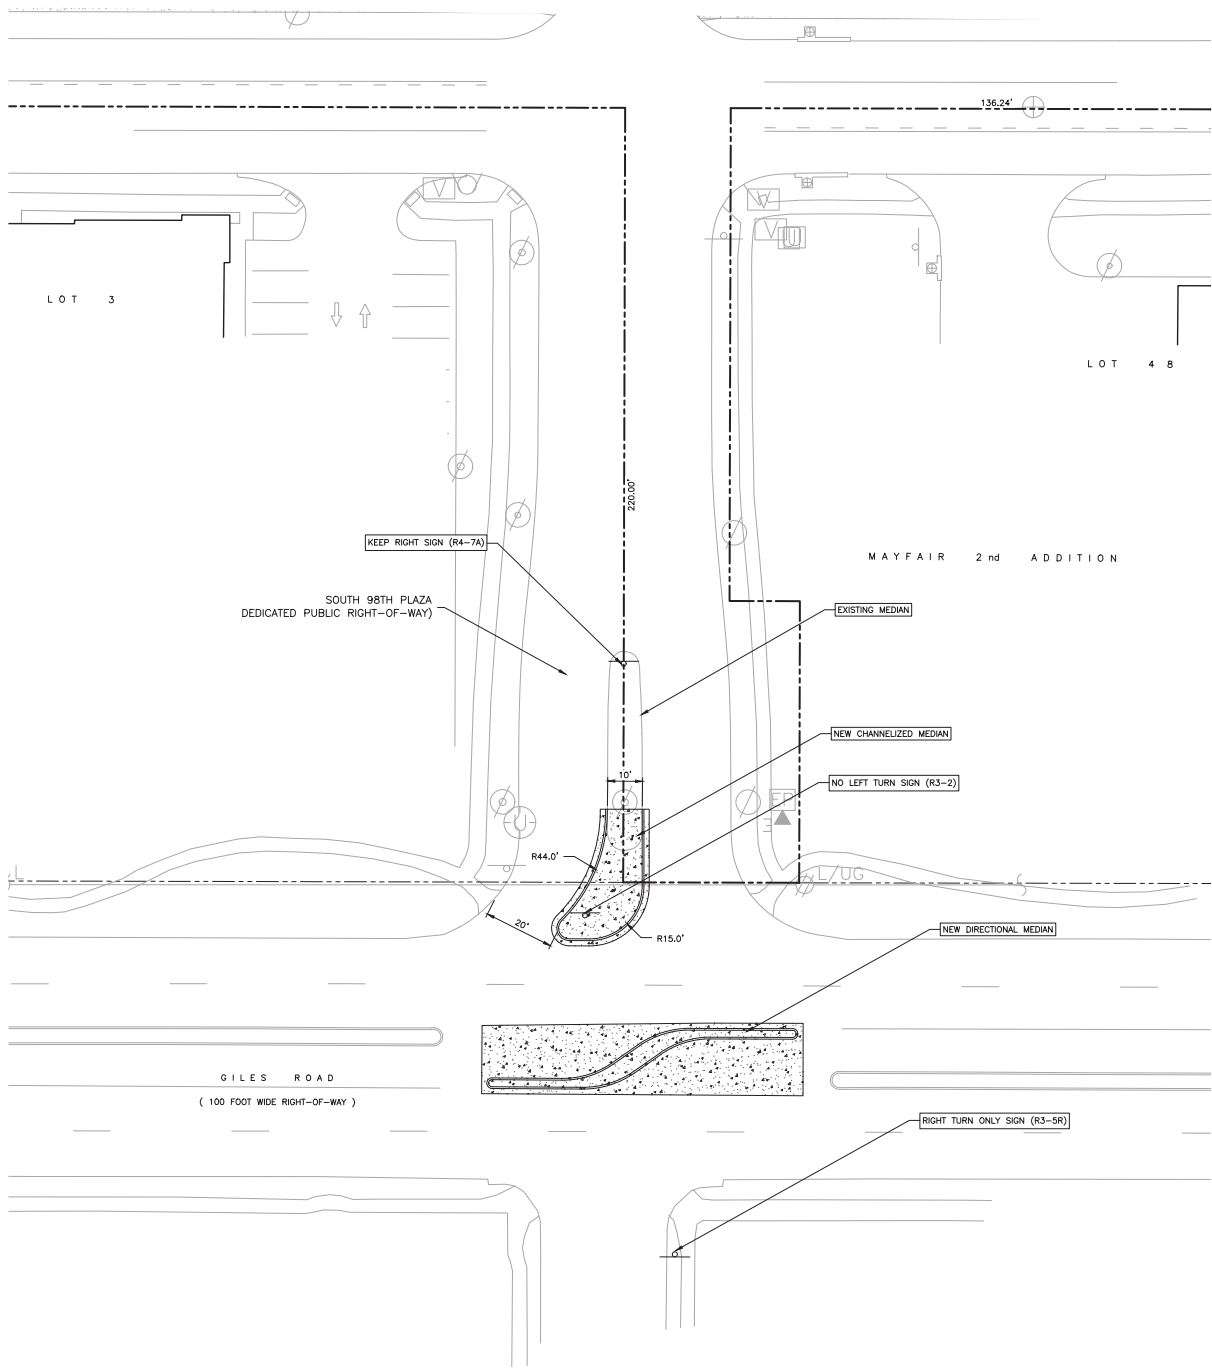 136.24'
LOT 3
LOT 48
220.00'
KEEP RIGHT SIGN (R4-7A)
MAYFAIR 2nd ADDITION
SOUTH 98TH PLAZA
DEDICATED PUBLIC RIGHT-OF-WAY)
EXISTING MEDIAN
NEW CHANNELIZED MEDIAN
10'
NO LEFT TURN SIGN (R3-2)
EP
E
U
V
V
U
R44.0'
L
L/UG
20'
R15.0'
NEW DIRECTIONAL MEDIAN
GILES ROAD
( 100 FOOT WIDE RIGHT-OF-WAY )
RIGHT TURN ONLY SIGN (R3-5R)